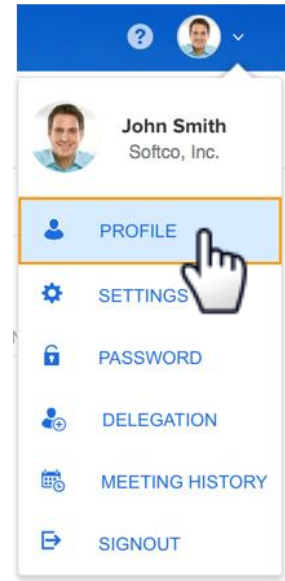 ?
John Smith
Softco, Inc.
PROFILE
SETTINGS
PASSWORD
DELEGATION
MEETING HISTORY
SIGNOUT